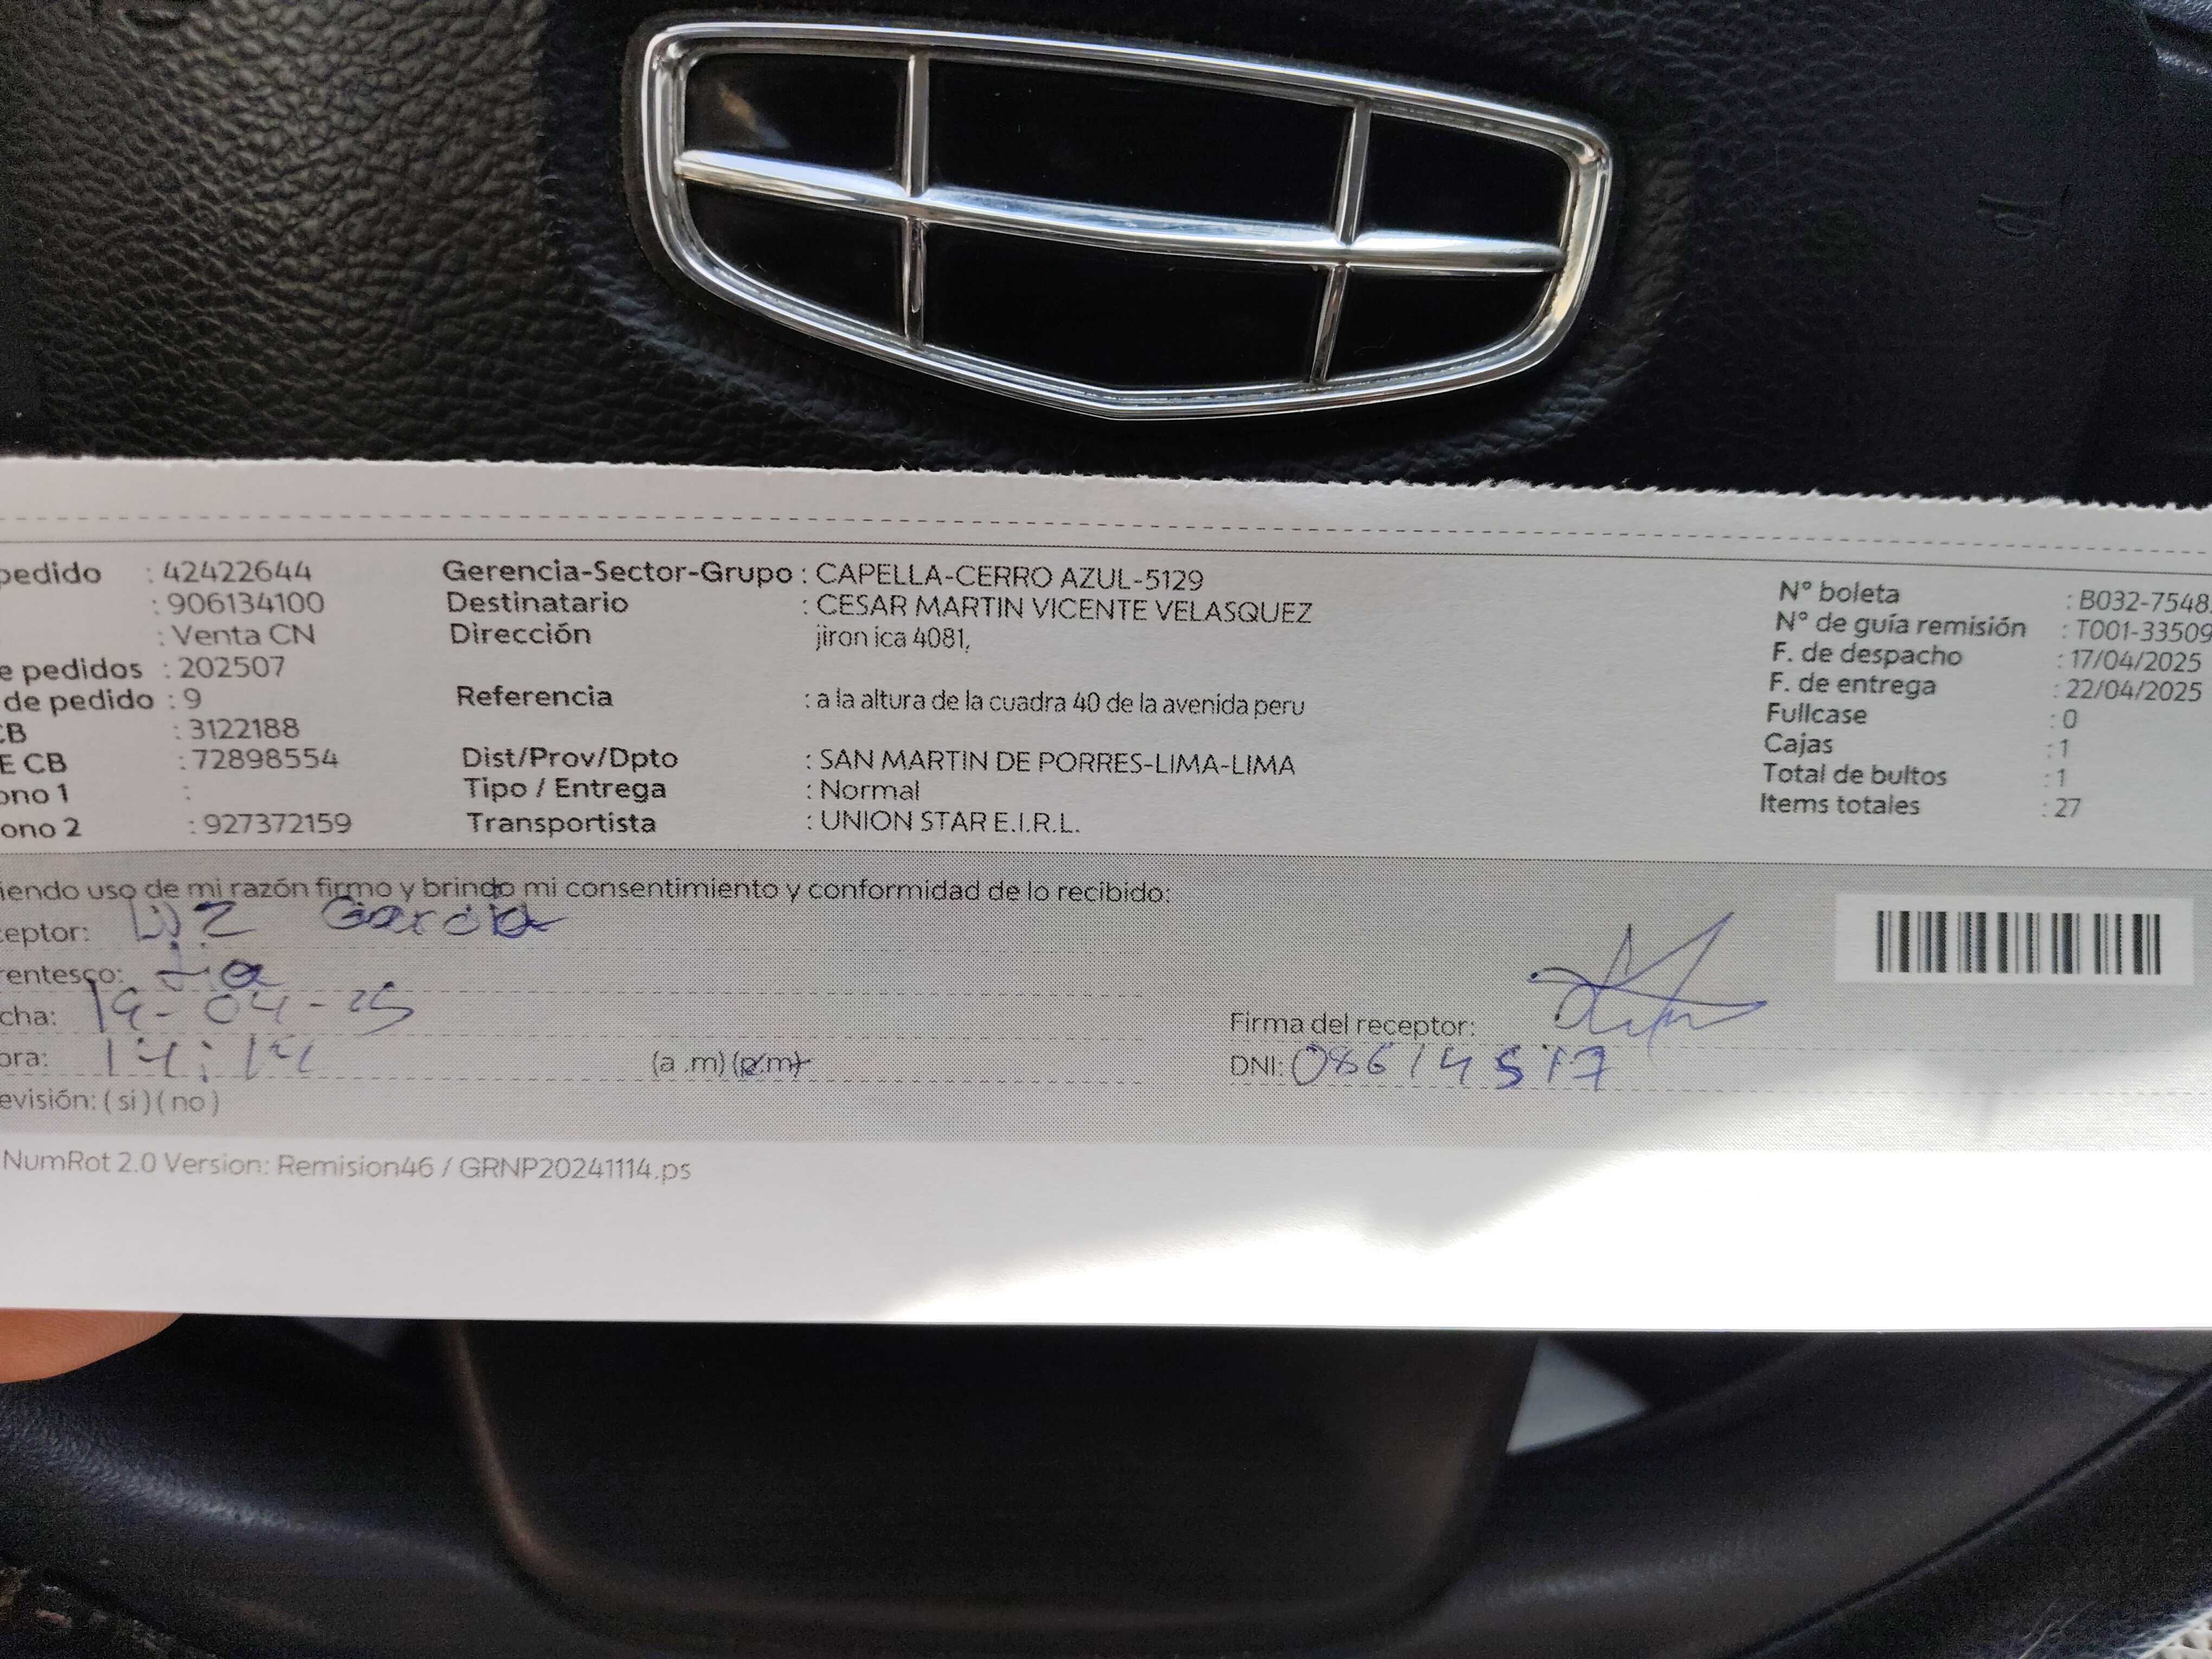 pedido : 42422644 Gerencia-Sector-Grupo : CAPELLA-CERRO AZUL-5129 Nº boleta : B032-7548
: 906134100 Destinatario : CESAR MARTIN VICENTE VELASQUEZ Nº de guía remisión : T001-33509
: Venta CN Dirección jiron ica 4081, F. de despacho : 17/04/2025
e pedidos : 202507 F. de entrega : 22/04/2025
de pedido : 9 Referencia : a la altura de la cuadra 40 de la avenida peru Fullcase : 0
CB : 3122188 Cajas : 1
E CB : 72898554 Dist/Prov/Dpto : SAN MARTIN DE PORRES-LIMA-LIMA Total de bultos : 1
ono 1 : Tipo / Entrega : Normal Items totales : 27
ono 2 : 927372159 Transportista : UNION STAR E.I.R.L.
iendo uso de mi razón firmo y brindo mi consentimiento y conformidad de lo recibido:
ceptor: Luz Garcia
rentesco: tia
cha: 19-04-25
Firma del receptor:
ora: 14:14 (a .m) (p.m) DNI: 08614517
evisión: ( si ) ( no )
NumRot 2.0 Version: Remision46 / GRNP20241114.ps